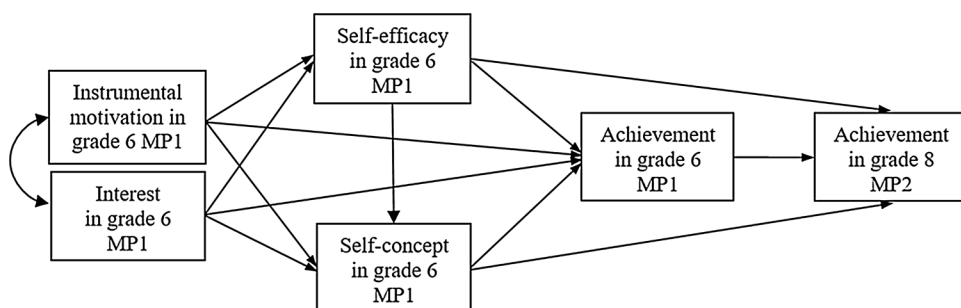 Self-efficacy
in grade 6
MP1
Instrumental
motivation in
grade 6 MP1
Interest
in grade 6
MP1
Self-concept
in grade 6
MP1
Achievement
in grade 6
MP1
Achievement
in grade 8
MP2